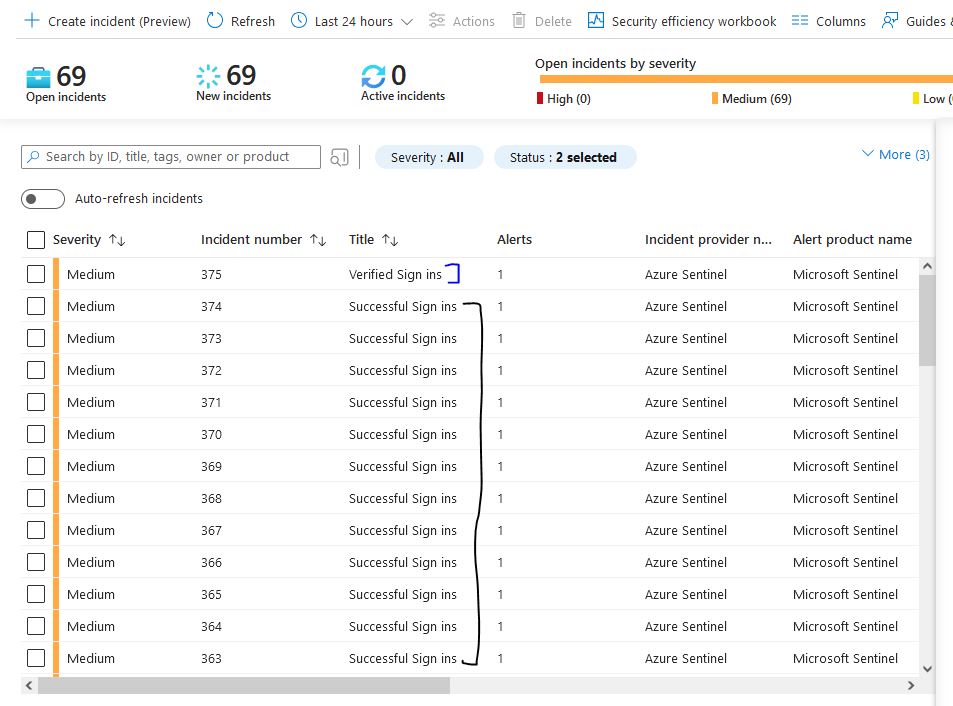 Create incident (Preview) Refresh Last 24 hours Actions Delete Security efficiency workbook Columns Guides &
69 Open incidents
69 New incidents
0 Active incidents
Open incidents by severity
High (0) Medium (69) Low (
Search by ID, title, tags, owner or product Severity : All Status : 2 selected More (3)
Auto-refresh incidents
Severity Incident number Title Alerts Incident provider n... Alert product name
Medium 375 Verified Sign ins 1 Azure Sentinel Microsoft Sentinel
Medium 374 Successful Sign ins 1 Azure Sentinel Microsoft Sentinel
Medium 373 Successful Sign ins 1 Azure Sentinel Microsoft Sentinel
Medium 372 Successful Sign ins 1 Azure Sentinel Microsoft Sentinel
Medium 371 Successful Sign ins 1 Azure Sentinel Microsoft Sentinel
Medium 370 Successful Sign ins 1 Azure Sentinel Microsoft Sentinel
Medium 369 Successful Sign ins 1 Azure Sentinel Microsoft Sentinel
Medium 368 Successful Sign ins 1 Azure Sentinel Microsoft Sentinel
Medium 367 Successful Sign ins 1 Azure Sentinel Microsoft Sentinel
Medium 366 Successful Sign ins 1 Azure Sentinel Microsoft Sentinel
Medium 365 Successful Sign ins 1 Azure Sentinel Microsoft Sentinel
Medium 364 Successful Sign ins 1 Azure Sentinel Microsoft Sentinel
Medium 363 Successful Sign ins 1 Azure Sentinel Microsoft Sentinel